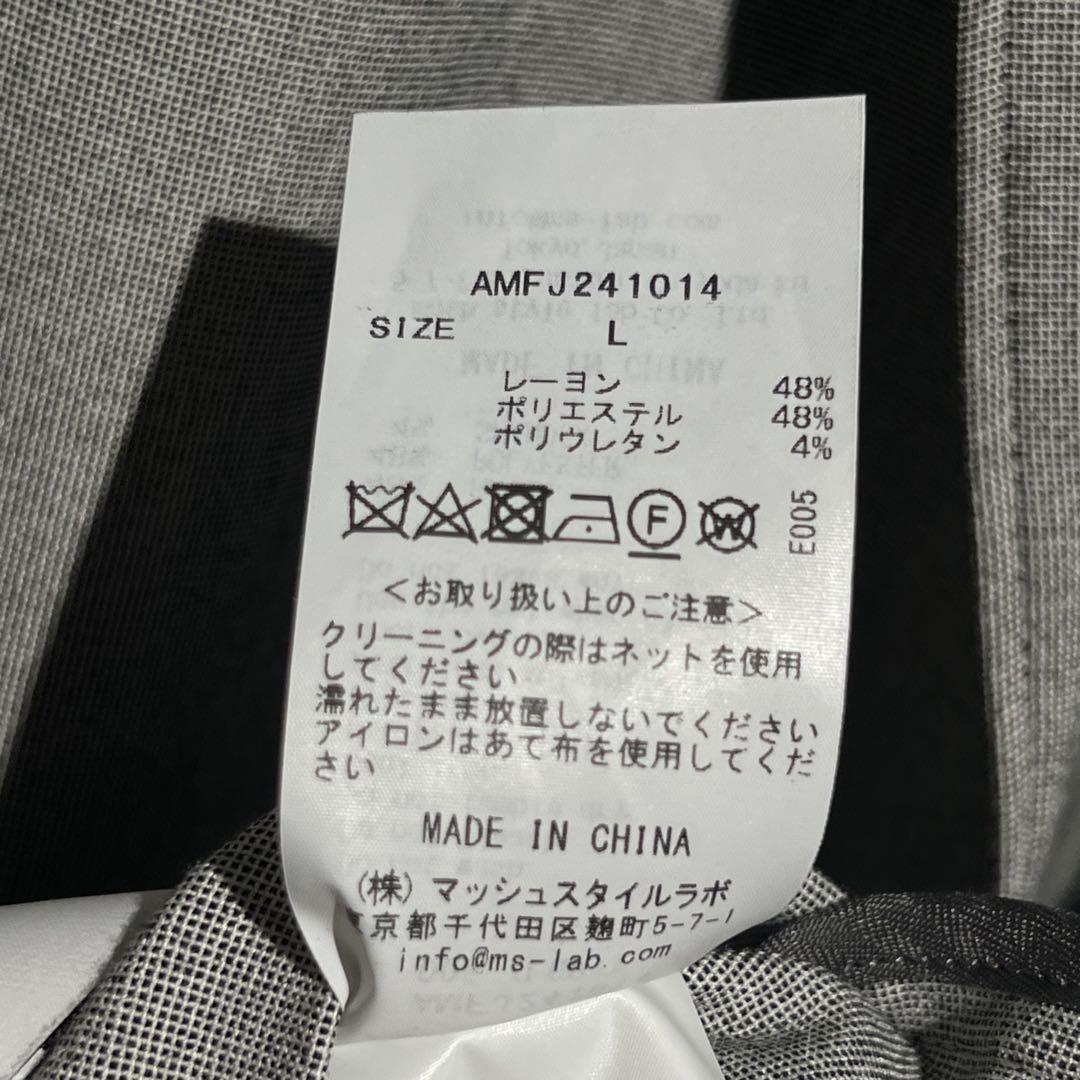 AMFJ241014
SIZE L
レーヨン 48%
ポリエステル 48%
ポリウレタン 4%
F
W
E005
<お取り扱い上のご注意>
クリーニングの際はネットを使用
してください
濡れたまま放置しないでください
アイロンはあて布を使用してくだ
さい
MADE IN CHINA
(株)マッシュスタイルラボ
京都千代田区麹町5-7-1
info@ms-lab.com